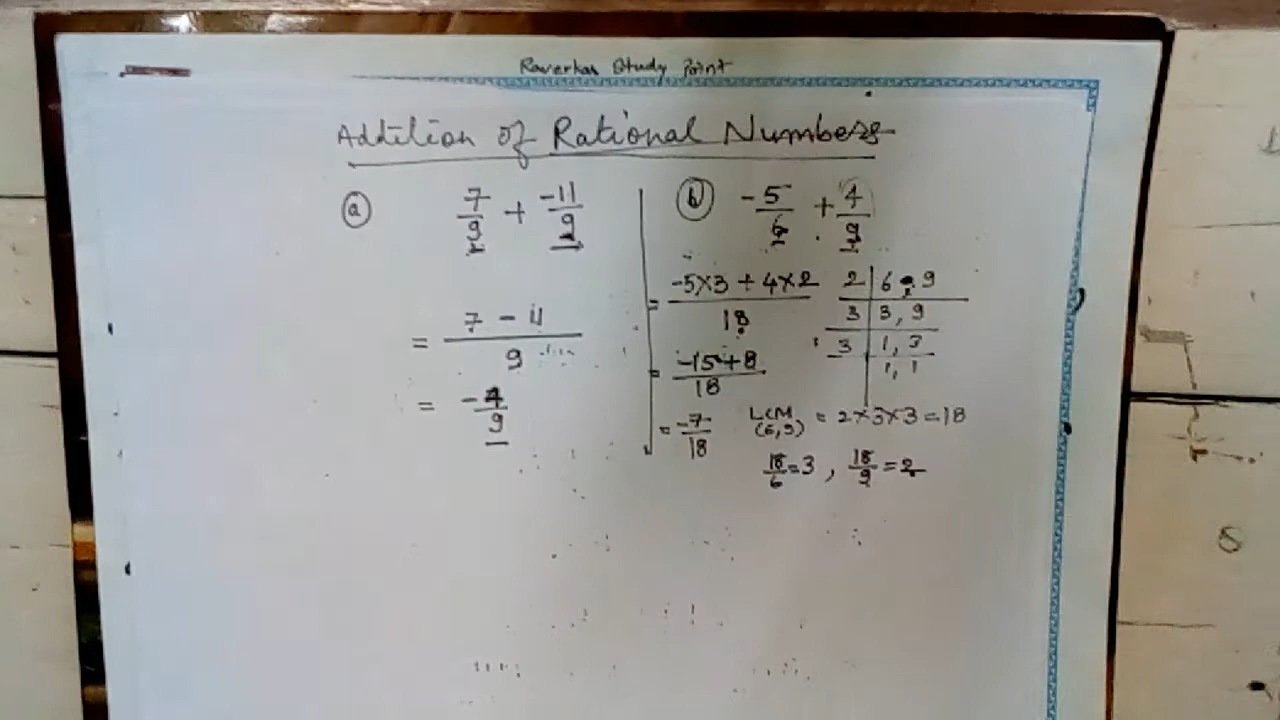 Raverkar Study Point
Addition of Rational Numbers
(a) 7/9 + -11/9
= 7 - 11 / 9
= -4/9
(b) -5/6 + 4/9
= -5×3 + 4×2 / 18
= -15+8 / 18
= -7/18
2 | 6, 9
3 | 3, 9
3 | 1, 3
1, 1
LCM (6,9) = 2×3×3=18
18/6=3, 18/9=2